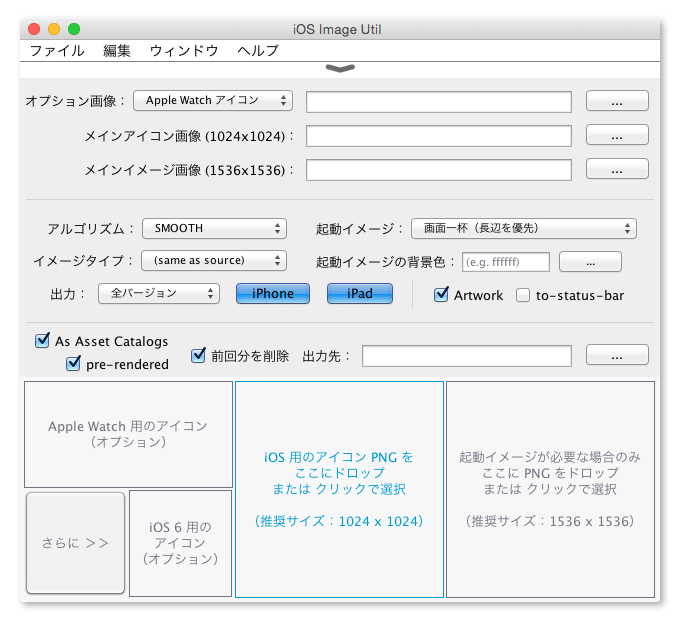 iOS Image Util
ファイル 編集 ウィンドウ ヘルプ
オプション画像： Apple Watch アイコン ...
メインアイコン画像 (1024x1024)： ...
メインイメージ画像 (1536x1536)： ...
アルゴリズム： SMOOTH 起動イメージ： 画面一杯（長辺を優先）
イメージタイプ： (same as source) 起動イメージの背景色： (e.g. ffffff) ...
出力： 全バージョン iPhone iPad Artwork to-status-bar
As Asset Catalogs
pre-rendered 前回分を削除 出力先： ...
Apple Watch 用のアイコン
（オプション）
さらに ＞＞
iOS 6 用の
アイコン
（オプション）
iOS 用のアイコン PNG を
ここにドロップ
または クリックで選択
（推奨サイズ：1024 x 1024）
起動イメージが必要な場合のみ
ここに PNG をドロップ
または クリックで選択
（推奨サイズ：1536 x 1536）